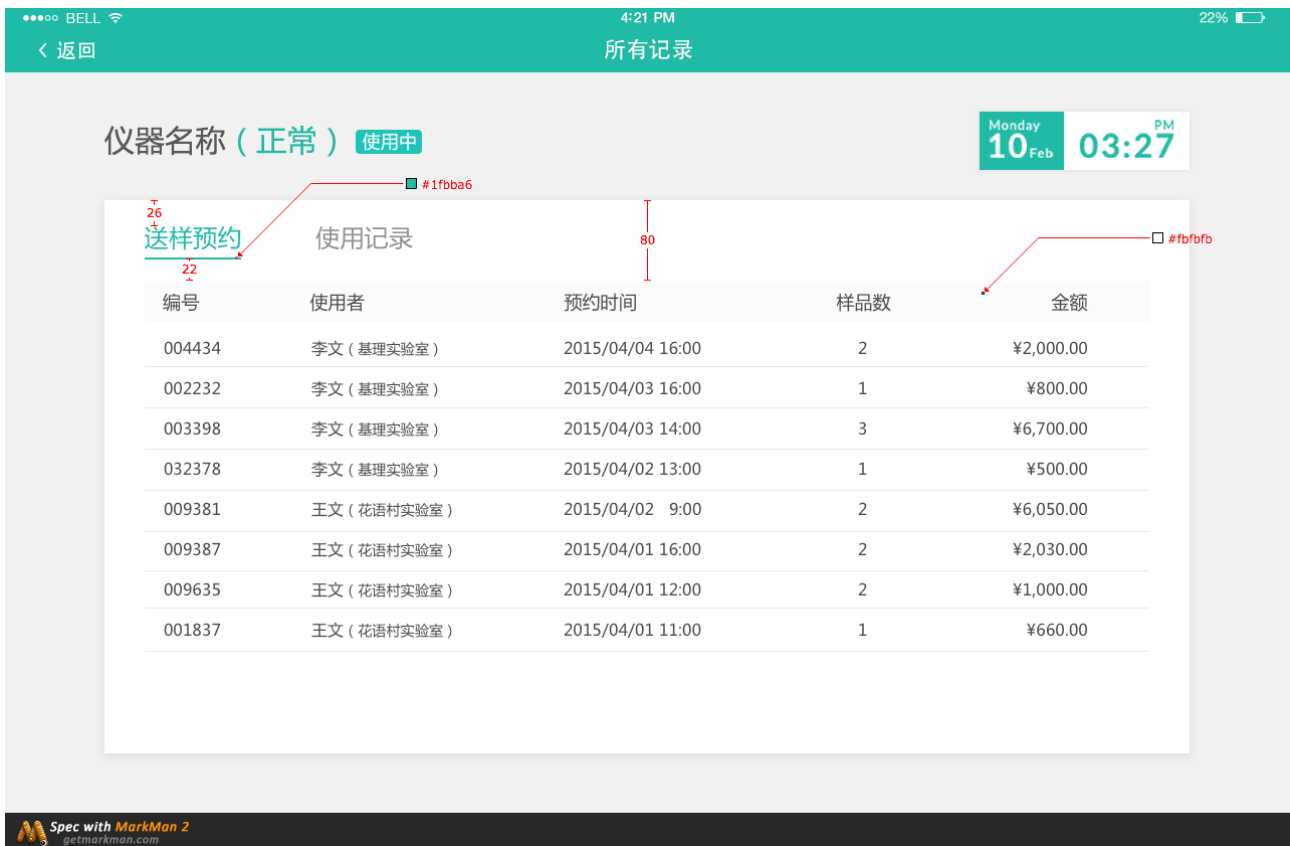 ●●●○○ BELL 4:21 PM 22%
返回 所有记录
仪器名称（正常） 使用中
Monday
10 Feb
PM
03:27
#1fbba6
26
送样预约 使用记录
80
#fbfbfb
22
编号 使用者 预约时间 样品数 金额
004434 李文（基理实验室） 2015/04/04 16:00 2 ¥2,000.00
002232 李文（基理实验室） 2015/04/03 16:00 1 ¥800.00
003398 李文（基理实验室） 2015/04/03 14:00 3 ¥6,700.00
032378 李文（基理实验室） 2015/04/02 13:00 1 ¥500.00
009381 王文（花语村实验室） 2015/04/02 9:00 2 ¥6,050.00
009387 王文（花语村实验室） 2015/04/01 16:00 2 ¥2,030.00
009635 王文（花语村实验室） 2015/04/01 12:00 2 ¥1,000.00
001837 王文（花语村实验室） 2015/04/01 11:00 1 ¥660.00
Spec with MarkMan 2
getmarkman.com